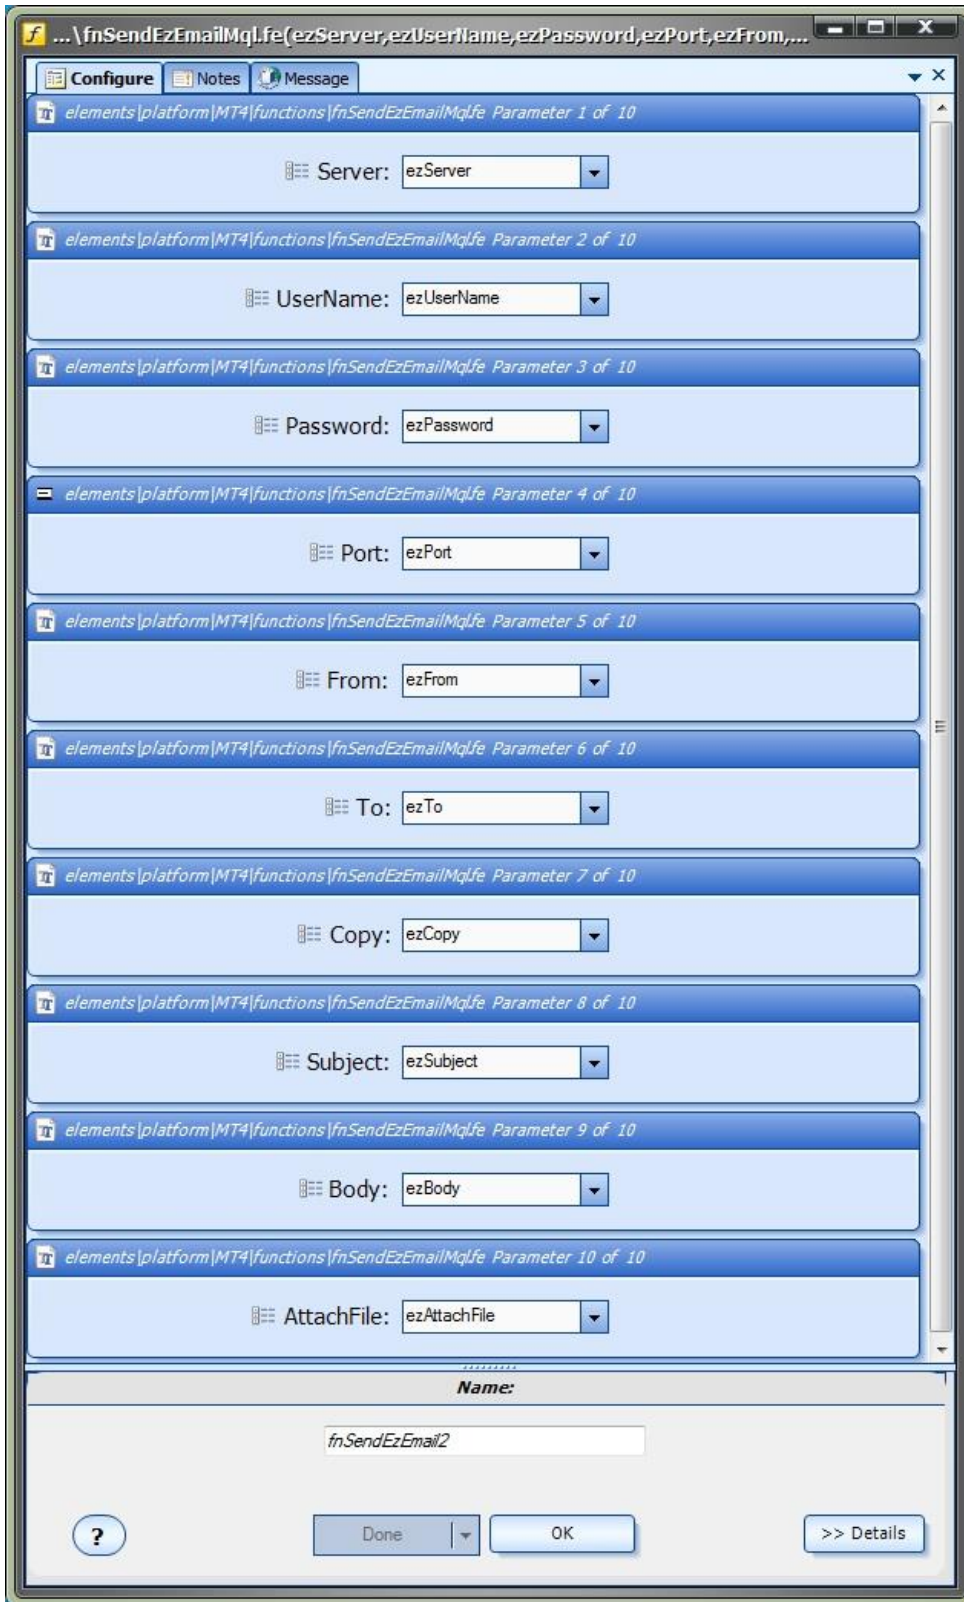 ...\fnSendEzEmailMql.fe(ezServer,ezUserName,ezPassword,ezPort,ezFrom,...
Configure Notes Message
elements|platform|MT4|functions|fnSendEzEmailMql.fe Parameter 1 of 10
Server: ezServer
elements|platform|MT4|functions|fnSendEzEmailMql.fe Parameter 2 of 10
UserName: ezUserName
elements|platform|MT4|functions|fnSendEzEmailMql.fe Parameter 3 of 10
Password: ezPassword
elements|platform|MT4|functions|fnSendEzEmailMql.fe Parameter 4 of 10
Port: ezPort
elements|platform|MT4|functions|fnSendEzEmailMql.fe Parameter 5 of 10
From: ezFrom
elements|platform|MT4|functions|fnSendEzEmailMql.fe Parameter 6 of 10
To: ezTo
elements|platform|MT4|functions|fnSendEzEmailMql.fe Parameter 7 of 10
Copy: ezCopy
elements|platform|MT4|functions|fnSendEzEmailMql.fe Parameter 8 of 10
Subject: ezSubject
elements|platform|MT4|functions|fnSendEzEmailMql.fe Parameter 9 of 10
Body: ezBody
elements|platform|MT4|functions|fnSendEzEmailMql.fe Parameter 10 of 10
AttachFile: ezAttachFile
Name:
fnSendEzEmail2
? Done OK >> Details